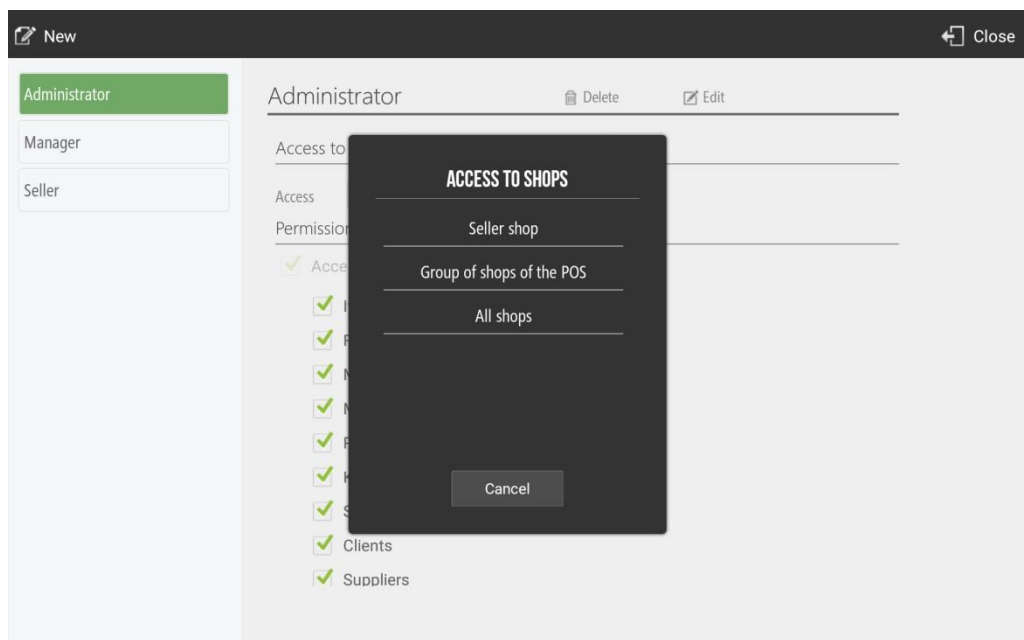 New
Close
Administrator
Manager
Seller
Administrator
Delete
Edit
Access to
Access
ACCESS TO SHOPS
Seller shop
Group of shops of the POS
All shops
Cancel
Clients
Suppliers